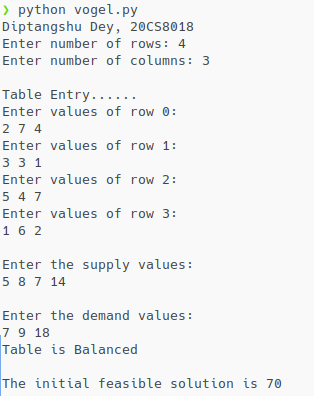 ❯ python vogel.py
Diptangshu Dey, 20CS8018
Enter number of rows: 4
Enter number of columns: 3
Table Entry......
Enter values of row 0:
2 7 4
Enter values of row 1:
3 3 1
Enter values of row 2:
5 4 7
Enter values of row 3:
1 6 2
Enter the supply values:
5 8 7 14
Enter the demand values:
7 9 18
Table is Balanced
The initial feasible solution is 70